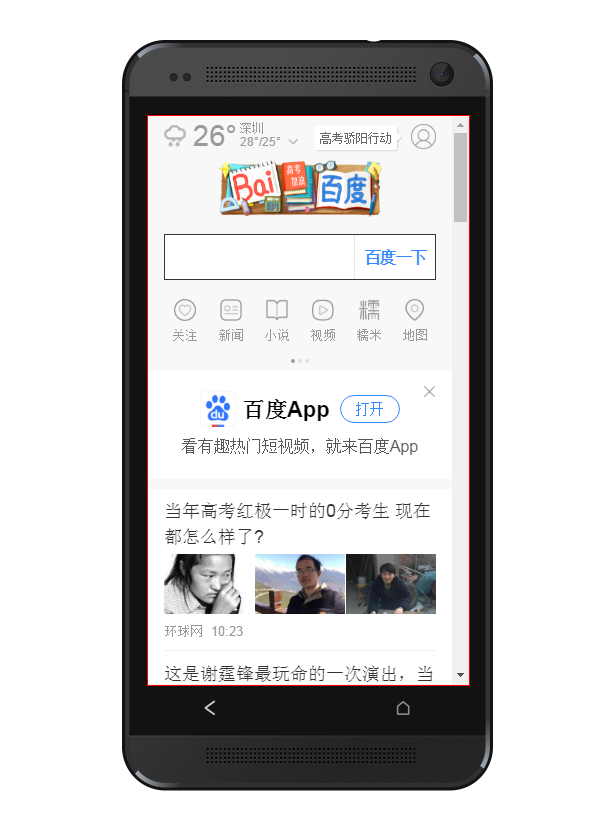 26°
深圳
28°/25°
高考骄阳行动
Bai
高考
百度
百度一下
关注 新闻 小说 视频 糯米 地图
du
百度App
打开
看有趣热门短视频，就来百度App
当年高考红极一时的0分考生 现在
都怎么样了?
环球网 10:23
这是谢霆锋最玩命的一次演出，当